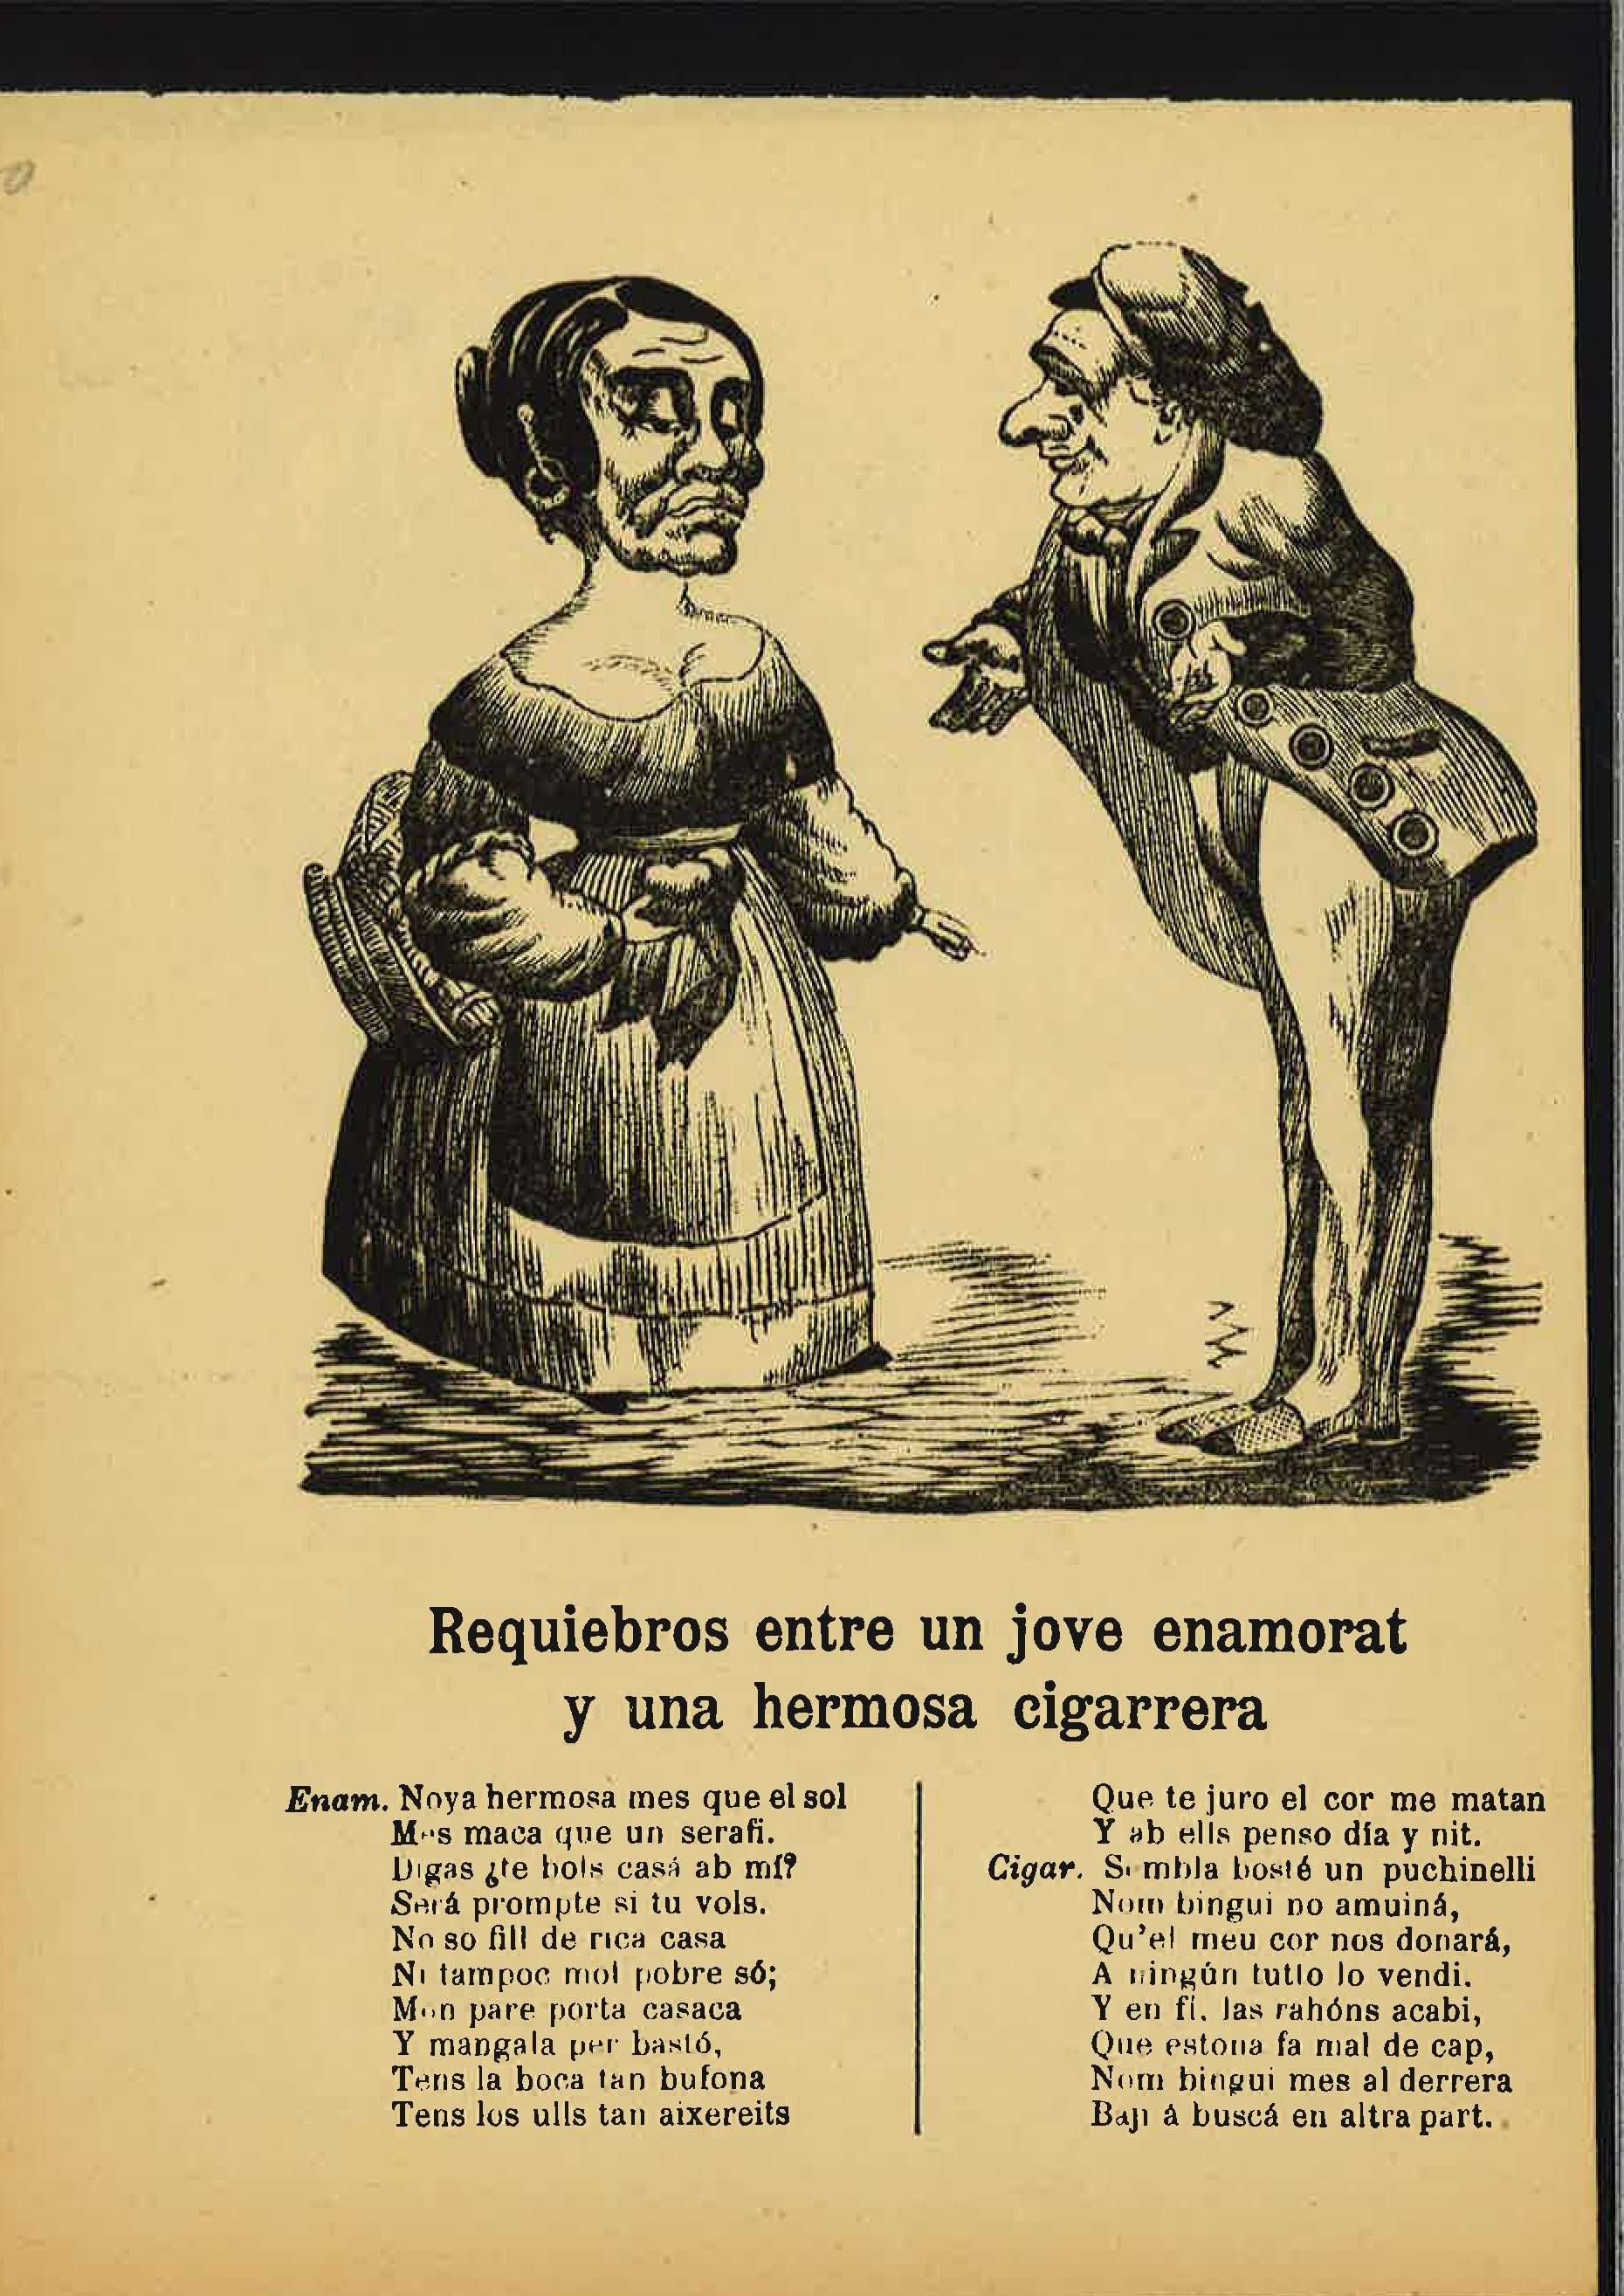 Requiebros entre un jove enamorat
y una hermosa cigarrera
Enam. Noya hermosa mes que el sol
Mes maca que un serafi.
Digas ¿te bols casá ab mí?
Será prompte si tu vols.
No so fill de rica casa
Ni tampoc mol pobre só;
Mon pare porta casaca
Y mangala per bastó,
Tens la boca tan bufona
Tens los ulls tan aixereits
Que te juro el cor me matan
Y ab ells penso día y nit.
Cigar. Sembla bosté un puchinelli
Nom bingui no amuiná,
Qu'el meu cor nos donará,
A ningún tutlo lo vendi.
Y en fí, las rahóns acabi,
Que estona fa mal de cap,
Nom bingui mes al derrera
Baji á buscá en altra part.